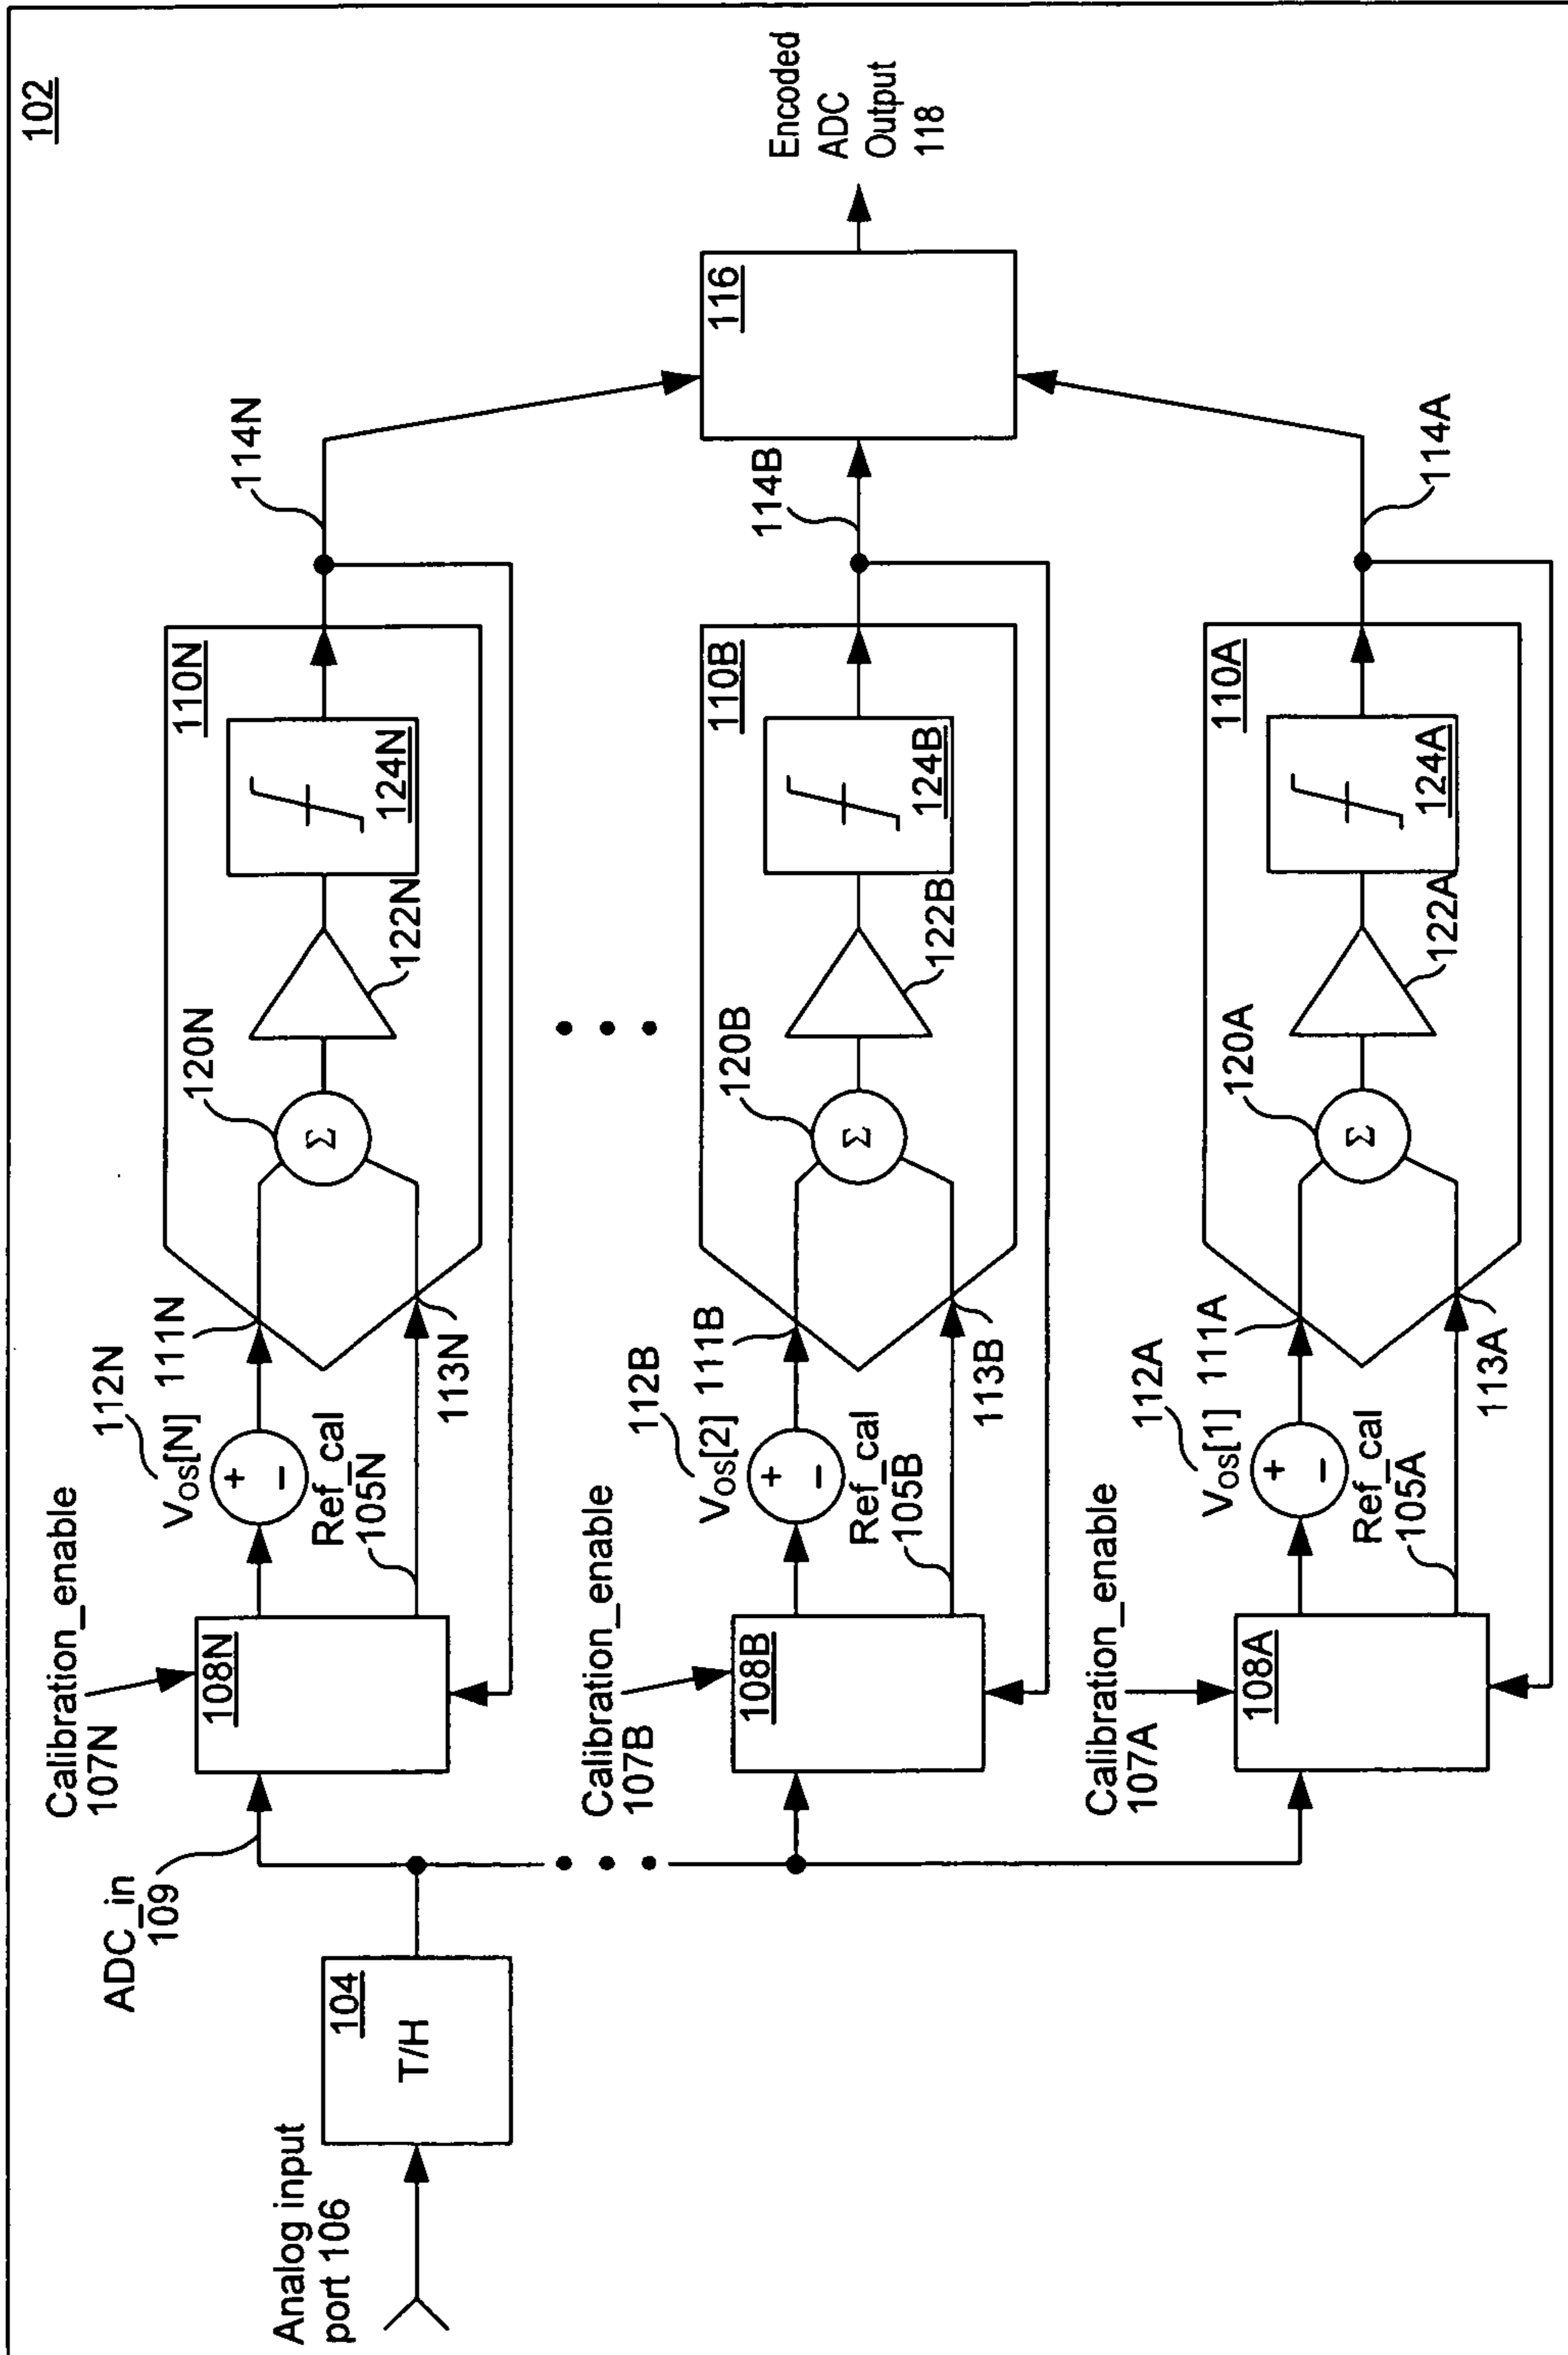 102
Analog input
port 106
104
T/H
ADC_in
109
Calibration_enable
107N
108N
112N
VOS[N]
111N
Ref_cal
105N
113N
110N
120N
Σ
122N
124N
114N
Calibration_enable
107B
108B
112B
VOS[2]
111B
Ref_cal
105B
113B
110B
120B
Σ
122B
124B
114B
Calibration_enable
107A
108A
112A
VOS[1]
111A
Ref_cal
105A
113A
110A
120A
Σ
122A
124A
114A
116
Encoded
ADC
Output
118